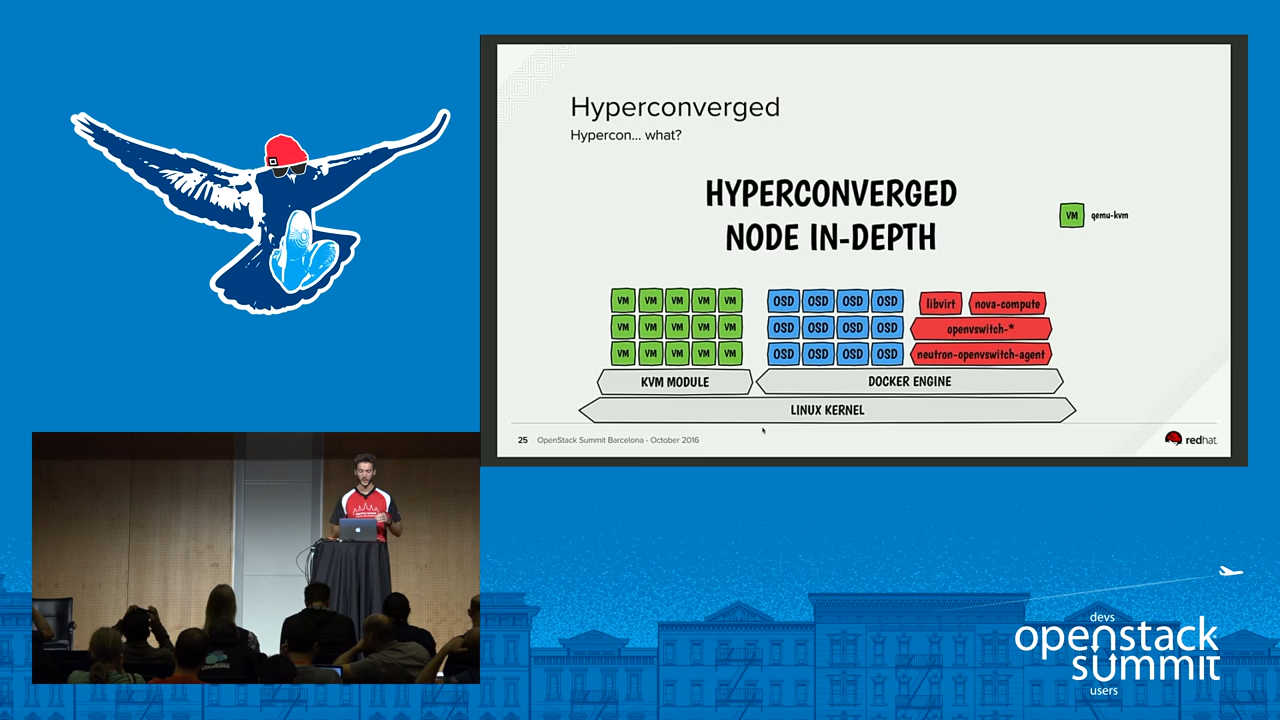 Hyperconverged
Hypercon... what?
HYPERCONVERGED
NODE IN-DEPTH
VM qemu-kvm
VM VM VM VM VM OSD OSD OSD OSD libvirt nova-compute
VM VM VM VM VM OSD OSD OSD OSD openvswitch-*
VM VM VM VM VM OSD OSD OSD OSD neutron-openvswitch-agent
KVM MODULE DOCKER ENGINE
LINUX KERNEL
25 OpenStack Summit Barcelona - October 2016 redhat.
devs
openstack
summit
users